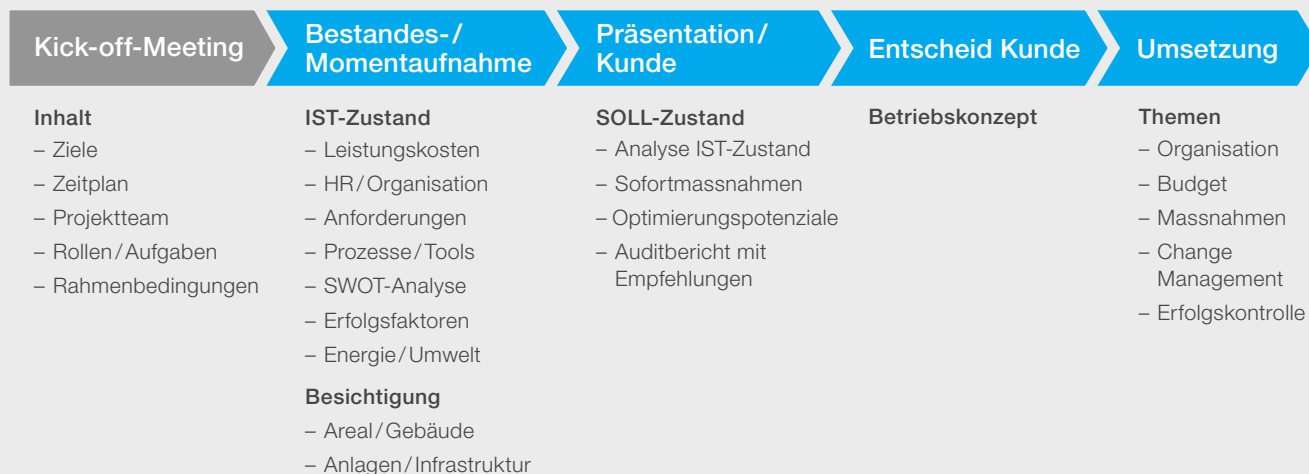 Kick-off-Meeting
Bestandes-/
Momentaufnahme
Präsentation/
Kunde
Entscheid Kunde
Umsetzung
Inhalt
– Ziele
– Zeitplan
– Projektteam
– Rollen/Aufgaben
– Rahmenbedingungen
IST-Zustand
– Leistungskosten
– HR/Organisation
– Anforderungen
– Prozesse/Tools
– SWOT-Analyse
– Erfolgsfaktoren
– Energie/Umwelt
Besichtigung
– Areal/Gebäude
– Anlagen/Infrastruktur
SOLL-Zustand
– Analyse IST-Zustand
– Sofortmassnahmen
– Optimierungspotenziale
– Auditbericht mit
Empfehlungen
Betriebskonzept
Themen
– Organisation
– Budget
– Massnahmen
– Change
Management
– Erfolgskontrolle